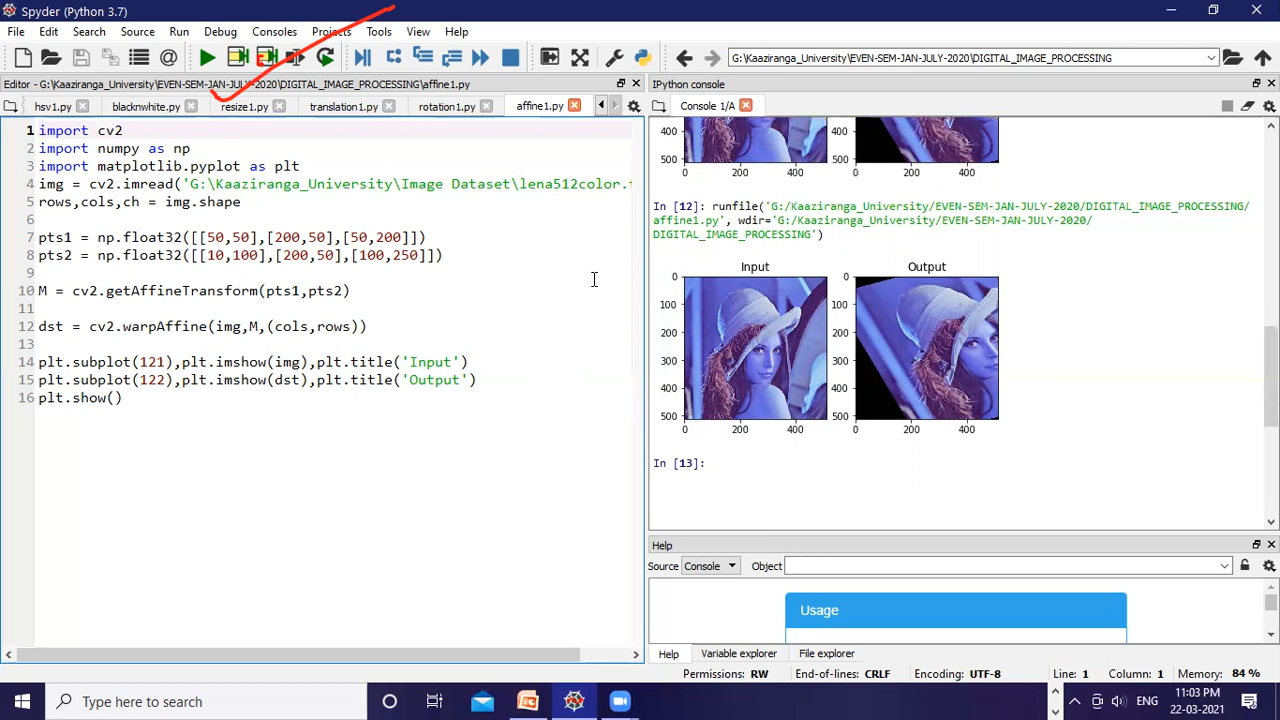 Spyder (Python 3.7)
File Edit Search Source Run Debug Consoles Projects Tools View Help
G:\Kaaziranga_University\EVEN-SEM-JAN-JULY-2020\DIGITAL_IMAGE_PROCESSING
Editor - G:\Kaaziranga_University\EVEN-SEM-JAN-JULY-2020\DIGITAL_IMAGE_PROCESSING\affine1.py
IPython console
hsv1.py blacknwhite.py resize1.py translation1.py rotation1.py affine1.py
Console 1/A
1 import cv2
2 import numpy as np
3 import matplotlib.pyplot as plt
4 img = cv2.imread('G:\Kaaziranga_University\Image Dataset\lena512color.
5 rows,cols,ch = img.shape
6
7 pts1 = np.float32([[50,50],[200,50],[50,200]])
8 pts2 = np.float32([[10,100],[200,50],[100,250]])
9
10 M = cv2.getAffineTransform(pts1,pts2)
11
12 dst = cv2.warpAffine(img,M,(cols,rows))
13
14 plt.subplot(121),plt.imshow(img),plt.title('Input')
15 plt.subplot(122),plt.imshow(dst),plt.title('Output')
16 plt.show()
400 400
500 500
0 200 400 0 200 400
In [12]: runfile('G:/Kaaziranga_University/EVEN-SEM-JAN-JULY-2020/DIGITAL_IMAGE_PROCESSING/
affine1.py', wdir='G:/Kaaziranga_University/EVEN-SEM-JAN-JULY-2020/
DIGITAL_IMAGE_PROCESSING')
Input Output
0 0
100 100
200 200
300 300
400 400
500 500
0 200 400 0 200 400
In [13]:
Help
Source Console Object
Usage
Help Variable explorer File explorer
Permissions: RW End-of-lines: CRLF Encoding: UTF-8 Line: 1 Column: 1 Memory: 84 %
Type here to search
ENG
11:03 PM
22-03-2021